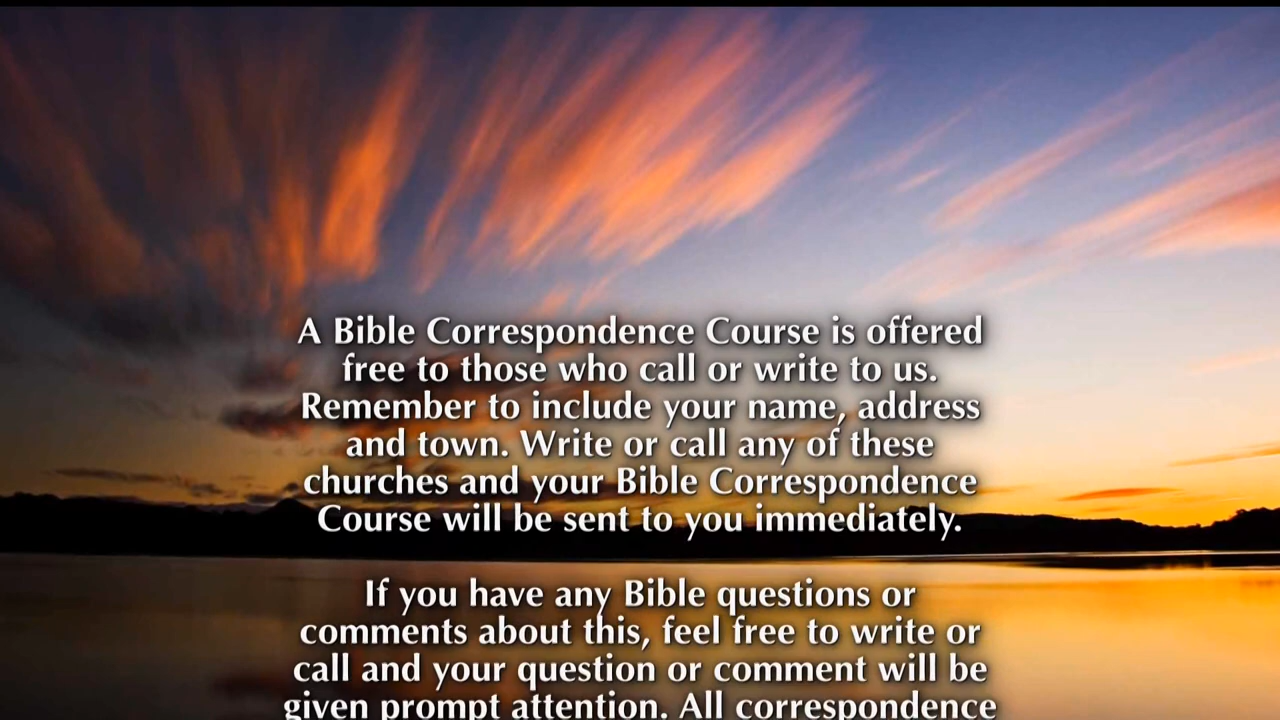 A Bible Correspondence Course is offered
free to those who call or write to us.
Remember to include your name, address
and town. Write or call any of these
churches and your Bible Correspondence
Course will be sent to you immediately.
If you have any Bible questions or
comments about this, feel free to write or
call and your question or comment will be
given prompt attention. All correspondence